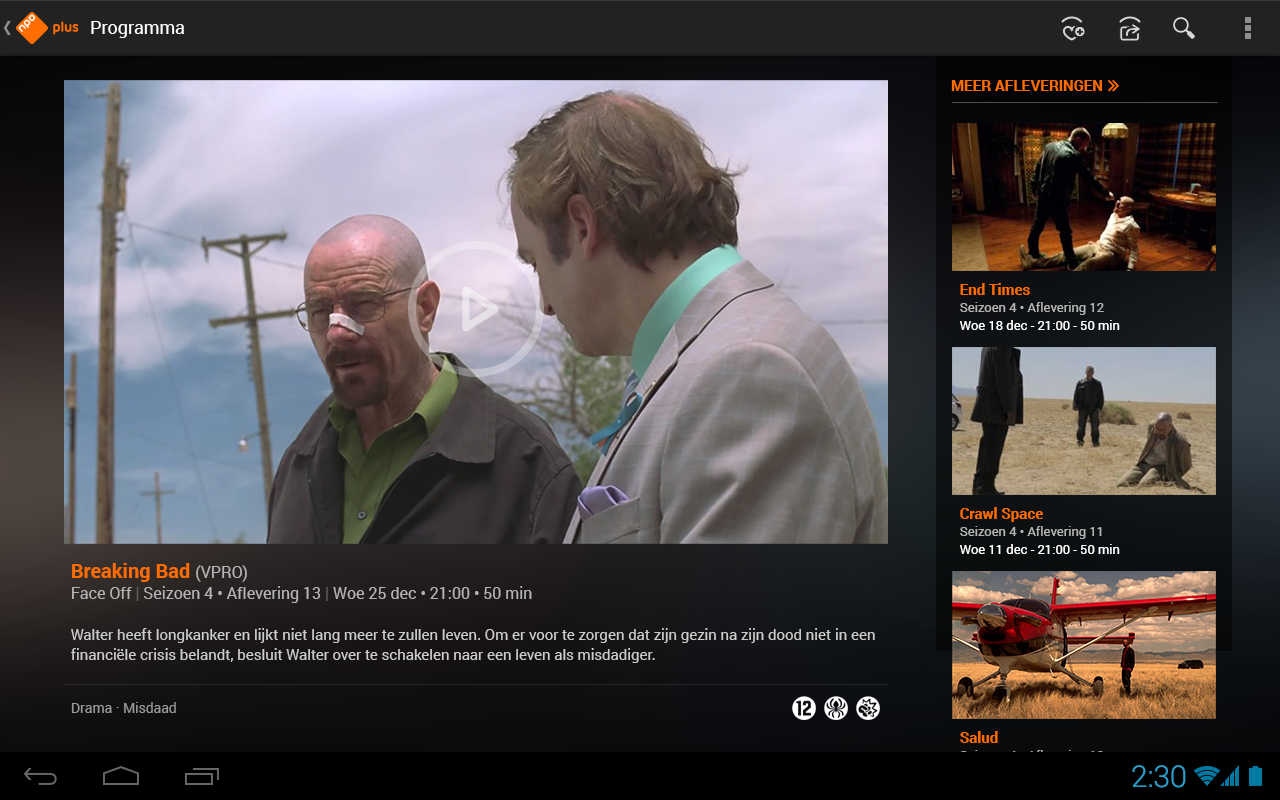 npo plus Programma
MEER AFLEVERINGEN
End Times
Seizoen 4 • Aflevering 12
Woe 18 dec - 21:00 - 50 min
Crawl Space
Seizoen 4 • Aflevering 11
Woe 11 dec - 21:00 - 50 min
Salud
Breaking Bad (VPRO)
Face Off | Seizoen 4 • Aflevering 13 | Woe 25 dec • 21:00 • 50 min
Walter heeft longkanker en lijkt niet lang meer te zullen leven. Om er voor te zorgen dat zijn gezin na zijn dood niet in een
financiële crisis belandt, besluit Walter over te schakelen naar een leven als misdadiger.
Drama · Misdaad
12
2:30